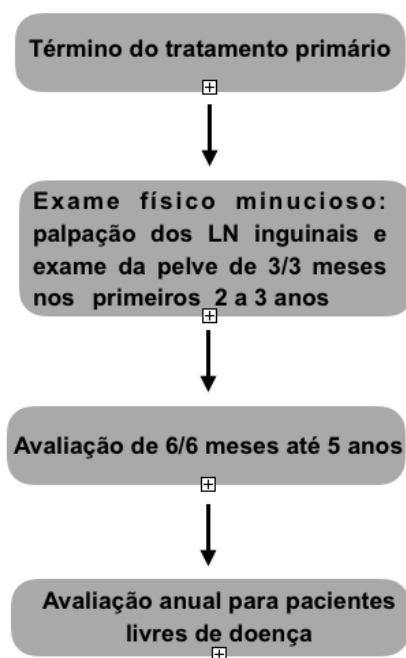 Término do tratamento primário
Exame físico minucioso:
palpação dos LN inguinais e
exame da pelve de 3/3 meses
nos primeiros 2 a 3 anos
Avaliação de 6/6 meses até 5 anos
Avaliação anual para pacientes
livres de doença